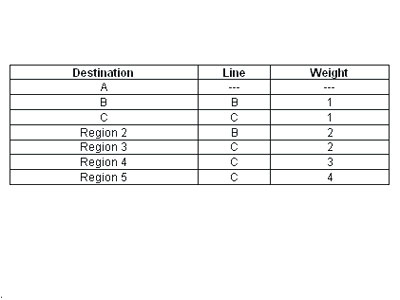 Destination Line Weight
A --- ---
B B 1
C C 1
Region 2 B 2
Region 3 C 2
Region 4 C 3
Region 5 C 4
.